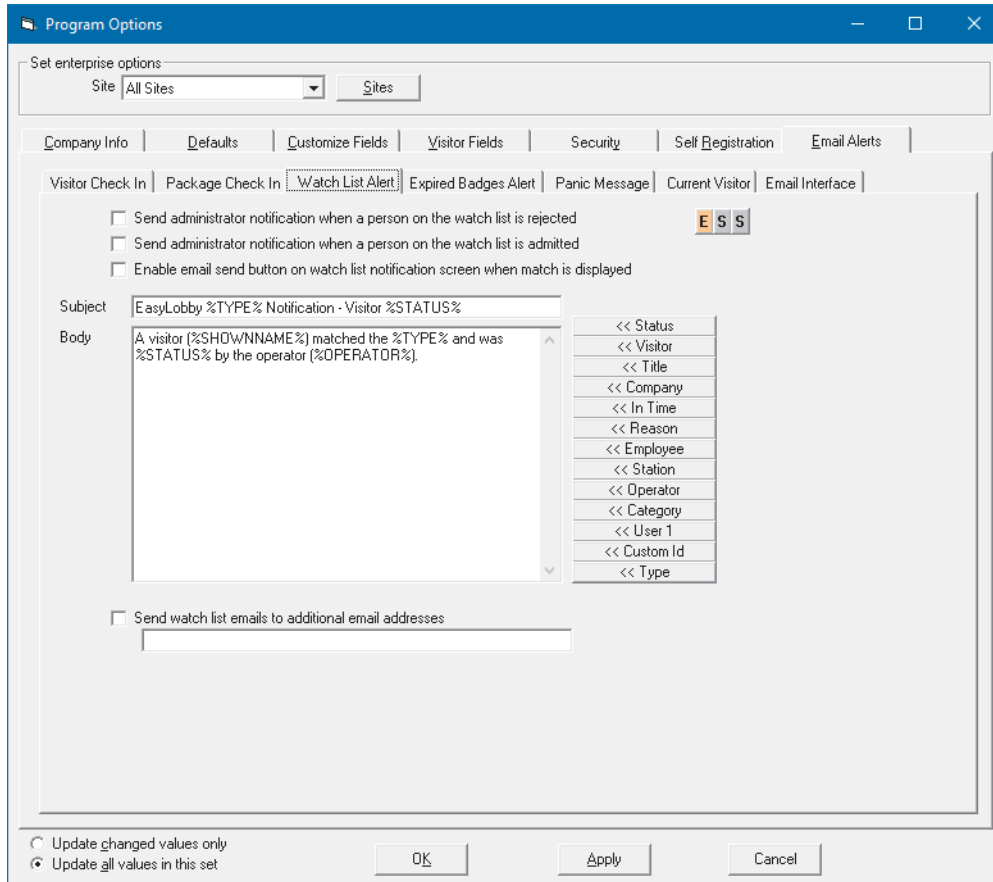 Program Options
Set enterprise options
Site All Sites Sites
Company Info Defaults Customize Fields Visitor Fields Security Self Registration Email Alerts
Visitor Check In Package Check In Watch List Alert Expired Badges Alert Panic Message Current Visitor Email Interface
Send administrator notification when a person on the watch list is rejected
E S S
Send administrator notification when a person on the watch list is admitted
Enable email send button on watch list notification screen when match is displayed
Subject EasyLobby %TYPE% Notification - Visitor %STATUS%
Body
A visitor (%SHOWNNAME%) matched the %TYPE% and was
%STATUS% by the operator (%OPERATOR%).
<< Status
<< Visitor
<< Title
<< Company
<< In Time
<< Reason
<< Employee
<< Station
<< Operator
<< Category
<< User 1
<< Custom Id
<< Type
Send watch list emails to additional email addresses
Update changed values only
Update all values in this set
OK Apply Cancel